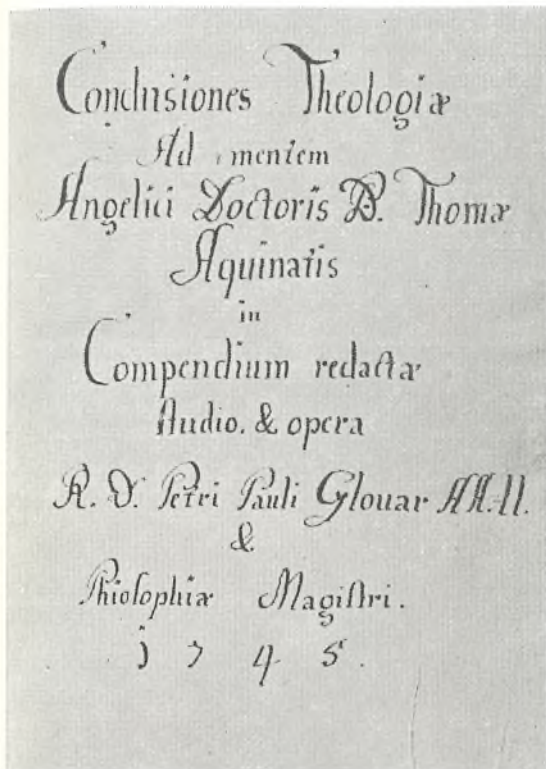 Conclusiones Theologiæ
Ad mentem
Angelici Doctoris B. Thomæ
Aquinatis
in
Compendium redactæ
Studio. & opera
R. D. Petri Pauli Glouar AA. LL.
&
Phiosophiæ Magistri.
1745.